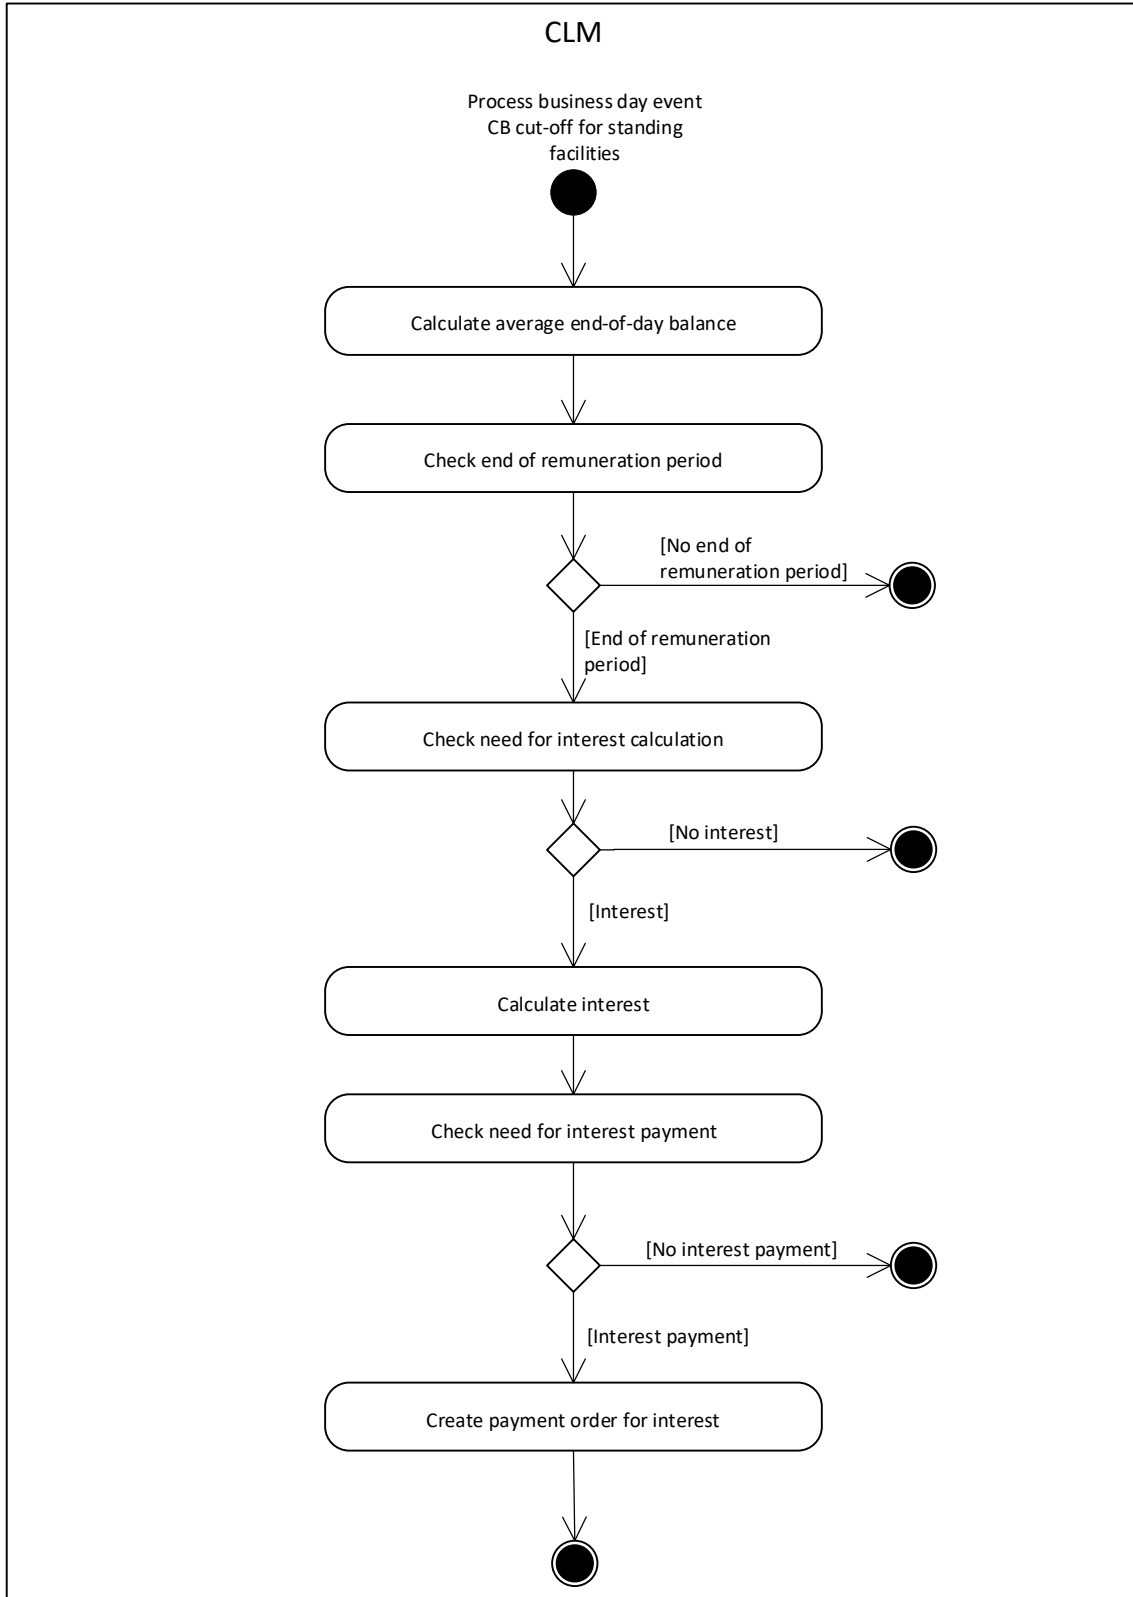 CLM
Process business day event
CB cut-off for standing
facilities
Calculate average end-of-day balance
Check end of remuneration period
[No end of
remuneration period]
[End of remuneration
period]
Check need for interest calculation
[No interest]
[Interest]
Calculate interest
Check need for interest payment
[No interest payment]
[Interest payment]
Create payment order for interest